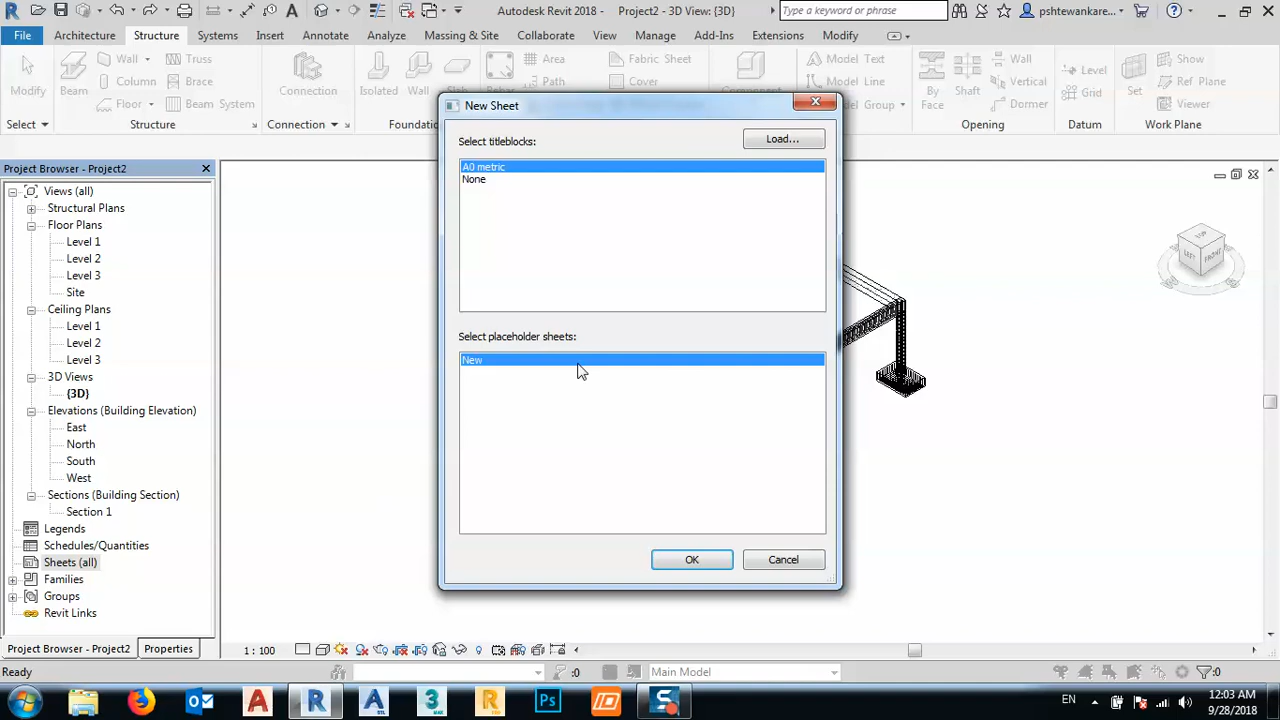 Autodesk Revit 2018 - Project2 - 3D View: {3D}
Type a keyword or phrase
pshtewankare...
File
Architecture
Structure
Systems
Insert
Annotate
Analyze
Massing & Site
Collaborate
View
Manage
Add-Ins
Extensions
Modify
Modify
Select
Beam
Wall
Column
Floor
Truss
Brace
Beam System
Structure
Connection
Connection
Isolated
Wall
Slab
Rebar
Area
Path
Fabric Sheet
Cover
Component
Model Text
Model Line
Model Group
By
Face
Shaft
Wall
Vertical
Dormer
Opening
Level
Grid
Datum
Set
Show
Ref Plane
Viewer
Work Plane
Project Browser - Project2
Views (all)
Structural Plans
Floor Plans
Level 1
Level 2
Level 3
Site
Ceiling Plans
Level 1
Level 2
Level 3
3D Views
{3D}
Elevations (Building Elevation)
East
North
South
West
Sections (Building Section)
Section 1
Legends
Schedules/Quantities
Sheets (all)
Families
Groups
Revit Links
Project Browser - Project2
Properties
New Sheet
Select titleblocks:
Load...
A0 metric
None
Select placeholder sheets:
New
OK
Cancel
TOP
LEFT
FRONT
1 : 100
Ready
:0
Main Model
:0
EN
12:03 AM
9/28/2018